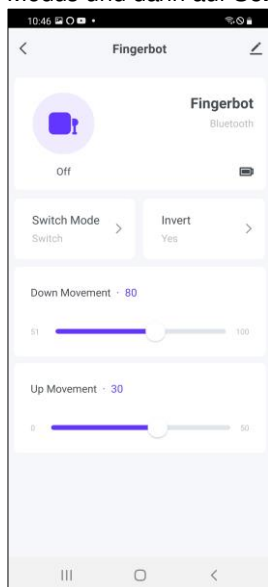 10:46
Fingerbot
Fingerbot
Bluetooth
Off
Switch Mode
Switch
Invert
Yes
Down Movement · 80
51
100
Up Movement · 30
0
50